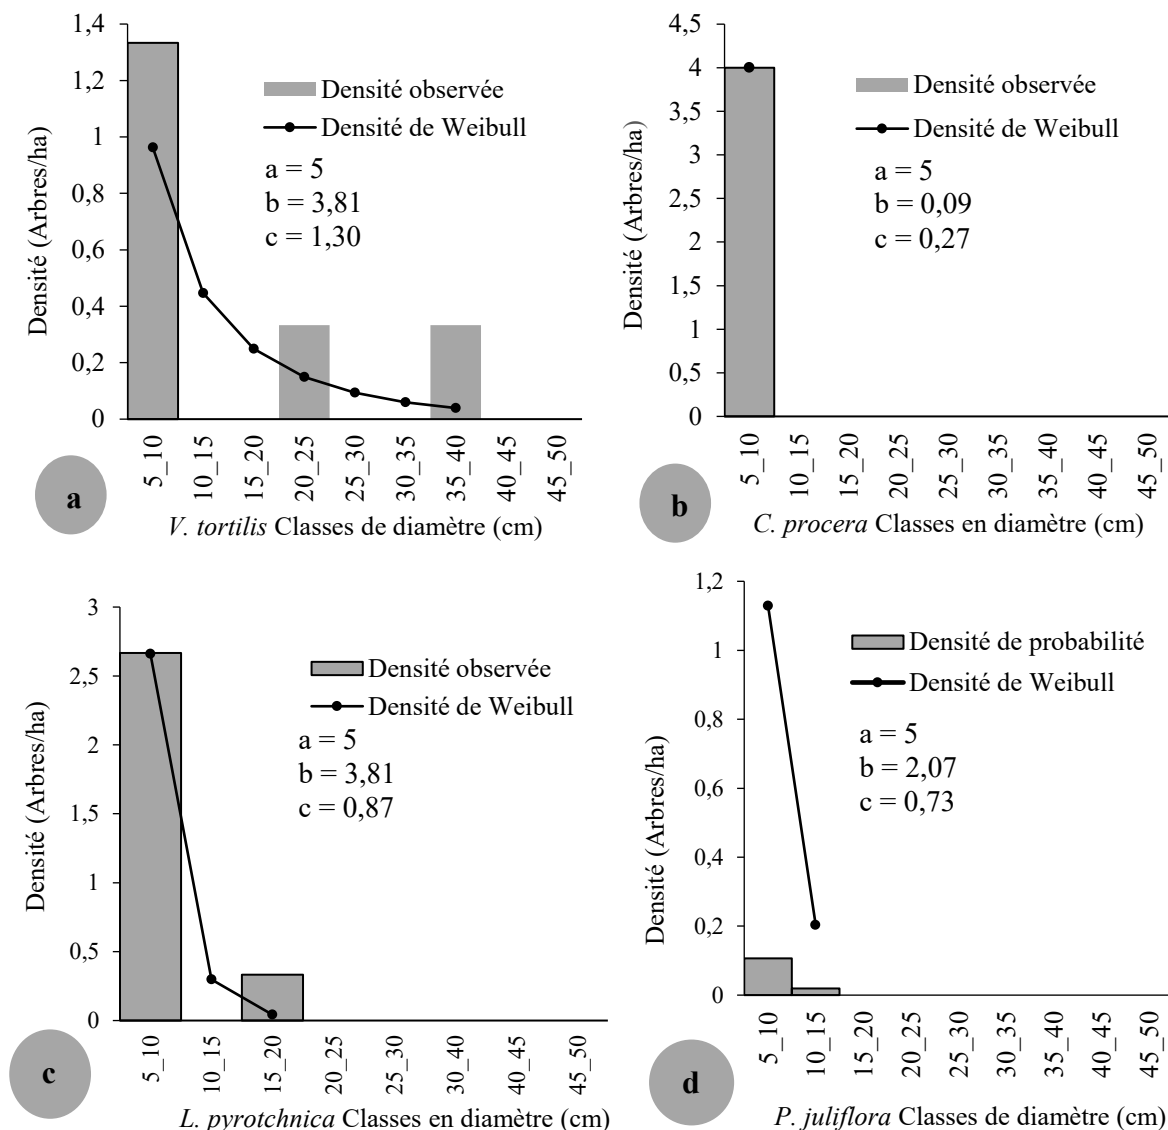 1,4
1,2
1
0,8
0,6
0,4
0,2
0
Densité (Arbres/ha)
Densité observée
Densité de Weibull
a = 5
b = 3,81
c = 1,30
5_10
10_15
15_20
20_25
25_30
30_35
35_40
40_45
45_50
a
V. tortilis Classes de diamètre (cm)
4,5
4
3,5
3
2,5
2
1,5
1
0,5
0
Densité (Arbres/ha)
Densité observée
Densité de Weibull
a = 5
b = 0,09
c = 0,27
5_10
10_15
15_20
20_25
25_30
30_35
35_40
40_45
45_50
b
C. procera Classes en diamètre (cm)
3
2,5
2
1,5
1
0,5
0
Densité (Arbres/ha)
Densité observée
Densité de Weibull
a = 5
b = 3,81
c = 0,87
5_10
10_15
15_20
20_25
25_30
30_40
40_45
45_50
c
L. pyrotchnica Classes en diamètre (cm)
1,2
1
0,8
0,6
0,4
0,2
0
Densité (Arbres/ha)
Densité de probabilité
Densité de Weibull
a = 5
b = 2,07
c = 0,73
5_10
10_15
15_20
20_25
25_30
30_35
35_40
40_45
45_50
d
P. juliflora Classes de diamètre (cm)